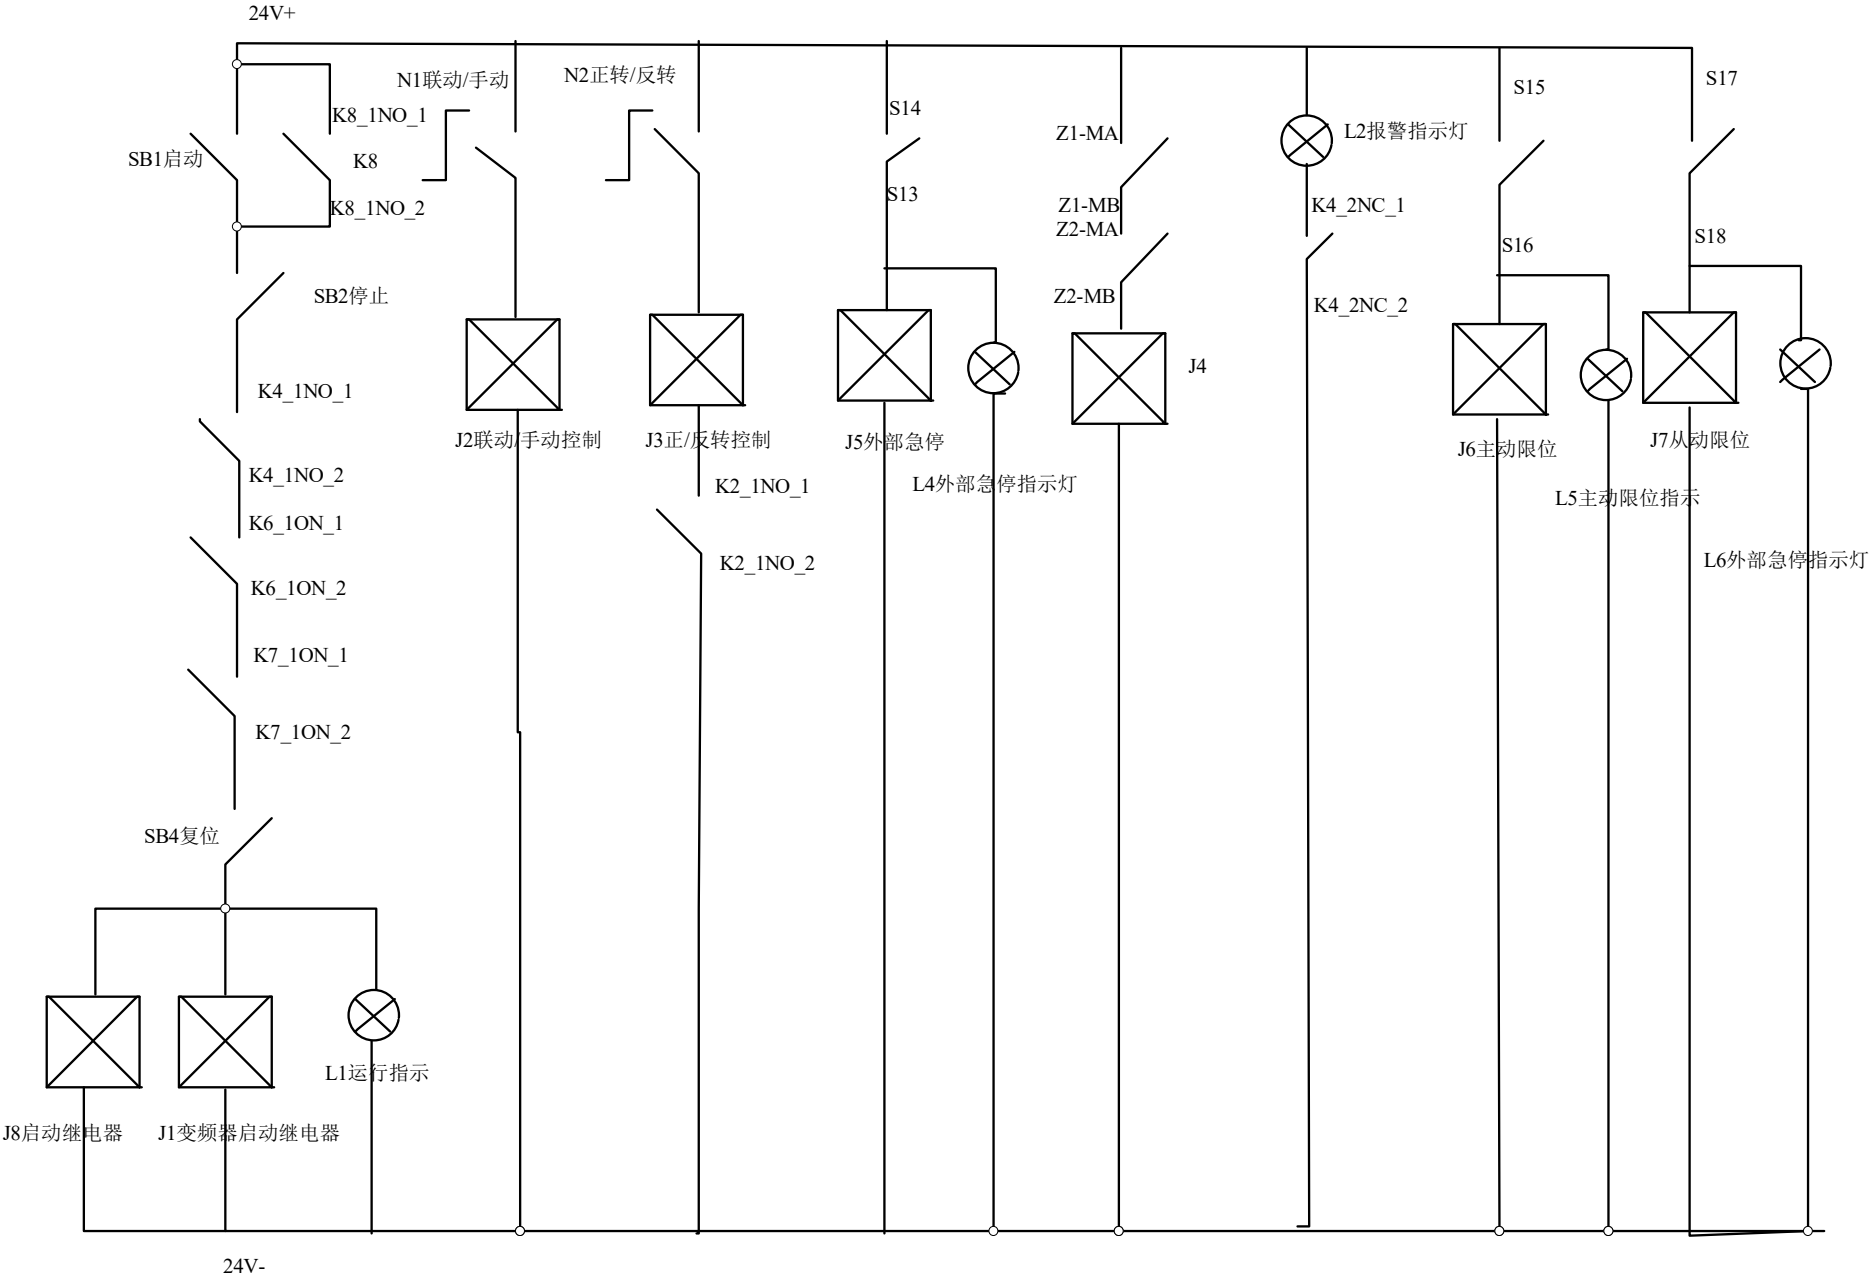 24V+
N1联动/手动
N2正转/反转
S14
S15
S17
K8_1NO_1
Z1-MA
L2报警指示灯
SB1启动
K8
K8_1NO_2
S13
Z1-MB
Z2-MA
K4_2NC_1
S16
S18
SB2停止
Z2-MB
K4_2NC_2
J4
K4_1NO_1
J2联动/手动控制
J3正/反转控制
J5外部急停
J6主动限位
J7从动限位
K4_1NO_2
K2_1NO_1
L4外部急停指示灯
L5主动限位指示
K6_1ON_1
K2_1NO_2
L6外部急停指示灯
K6_1ON_2
K7_1ON_1
K7_1ON_2
SB4复位
L1运行指示
J8启动继电器
J1变频器启动继电器
24V-